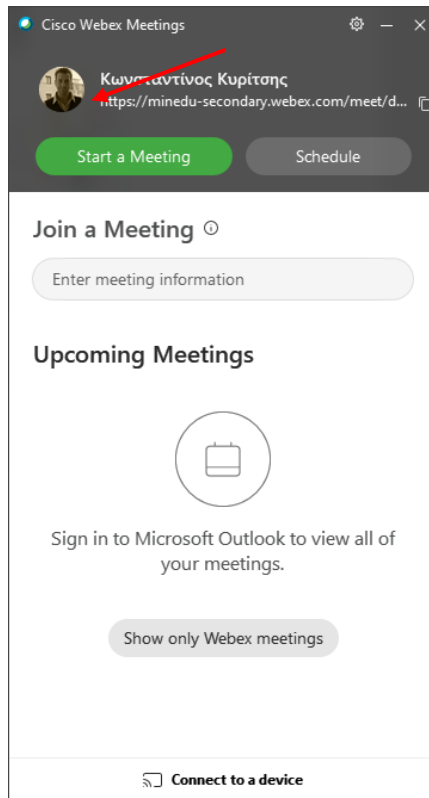 Cisco Webex Meetings
Κωνσταντίνος Κυρίτσης
https://minedu-secondary.webex.com/meet/d...
Start a Meeting
Schedule
Join a Meeting
Enter meeting information
Upcoming Meetings
Sign in to Microsoft Outlook to view all of
your meetings.
Show only Webex meetings
Connect to a device